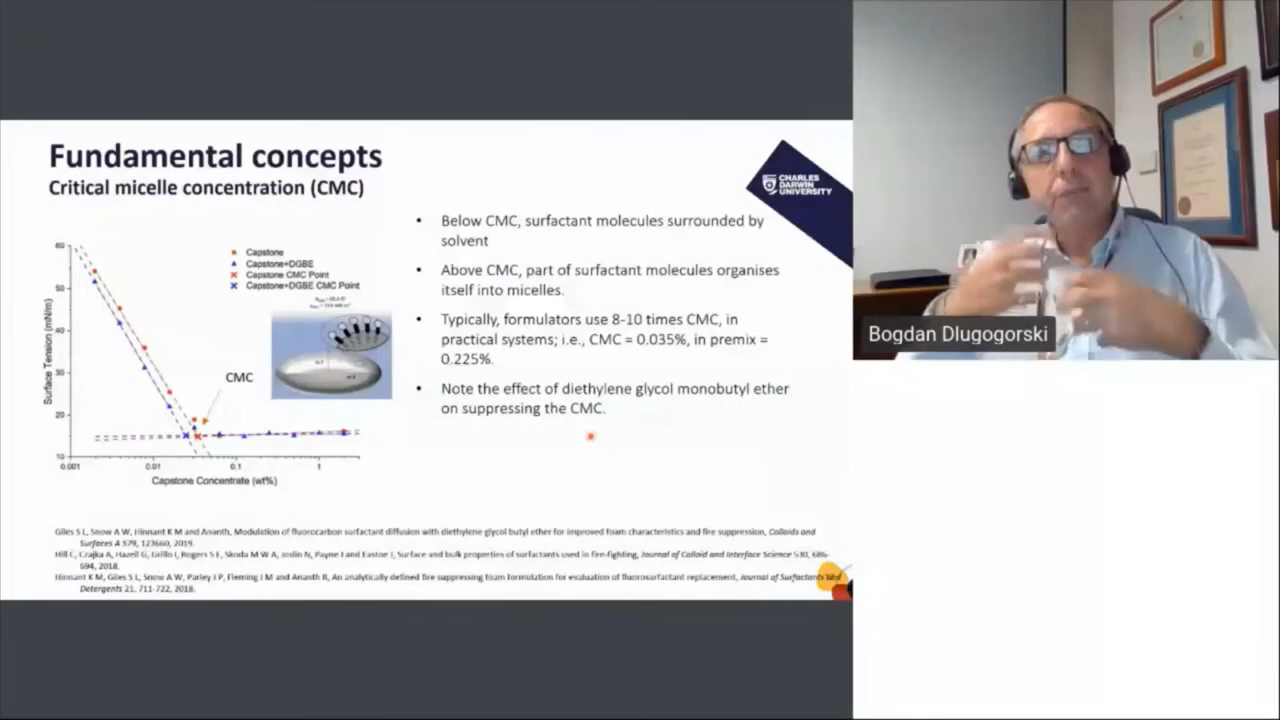 Fundamental concepts
Critical micelle concentration (CMC)
CHARLES
DARWIN
UNIVERSITY
• Below CMC, surfactant molecules surrounded by
solvent
• Above CMC, part of surfactant molecules organises
itself into micelles.
• Typically, formulators use 8-10 times CMC, in
practical systems; i.e., CMC = 0.035%, in premix =
0.225%.
• Note the effect of diethylene glycol monobutyl ether
on suppressing the CMC.
Capstone
Capstone+DGBE
Capstone CMC Point
Capstone+DGBE CMC Point
CMC
Surface Tension (mN/m)
60
50
40
30
20
10
0.001 0.01 0.1 1
Capstone Concentrate (wt%)
Giles S L, Snow A W, Hinnant K M and Ananth, Modulation of fluorocarbon surfactant diffusion with diethylene glycol butyl ether for improved foam characteristics and fire suppression, Colloids and
Surfaces A 579, 123660, 2019.
Hill C, Czajka A, Hazell G, Grillo I, Rogers S E, Skoda M W A, Joslin N, Payne J and Eastoe J, Surface and bulk properties of surfactants used in fire-fighting, Journal of Colloid and Interface Science 530, 686-
694, 2018.
Hinnant K M, Giles S L, Snow A W, Farley J P, Fleming J M and Ananth R, An analytically defined fire suppressing foam formulation for evaluation of fluorosurfactant replacement, Journal of Surfactants and
Detergents 21, 711-722, 2018.
Bogdan Dlugogorski